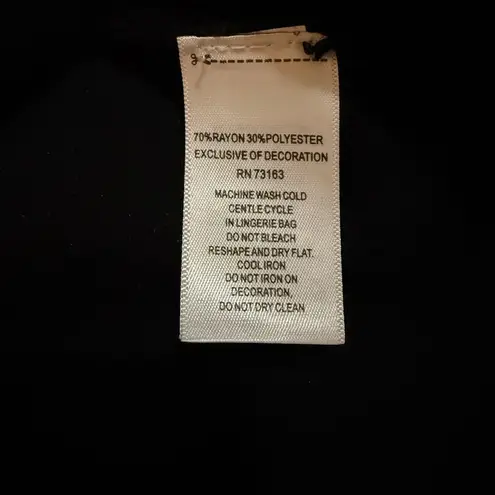 70%RAYON 30%POLYESTER
EXCLUSIVE OF DECORATION
RN 73163
MACHINE WASH COLD
CENTLE CYCLE
IN LINGERIE BAG
DO NOT BLEACH
RESHAPE AND DRY FLAT.
COOL IRON
DO NOT IRON ON
DECORATION,
DO NOT DRY CLEAN